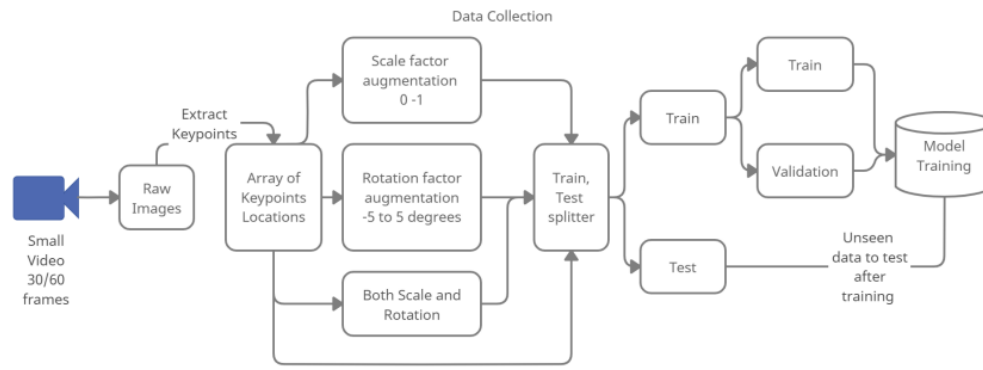 Data Collection
Small
Video
30/60
frames
Raw
Images
Extract
Keypoints
Array of
Keypoints
Locations
Scale factor
augmentation
0 -1
Rotation factor
augmentation
-5 to 5 degrees
Both Scale and
Rotation
Train,
Test
splitter
Train
Test
Train
Validation
Model
Training
Unseen
data to test
after
training